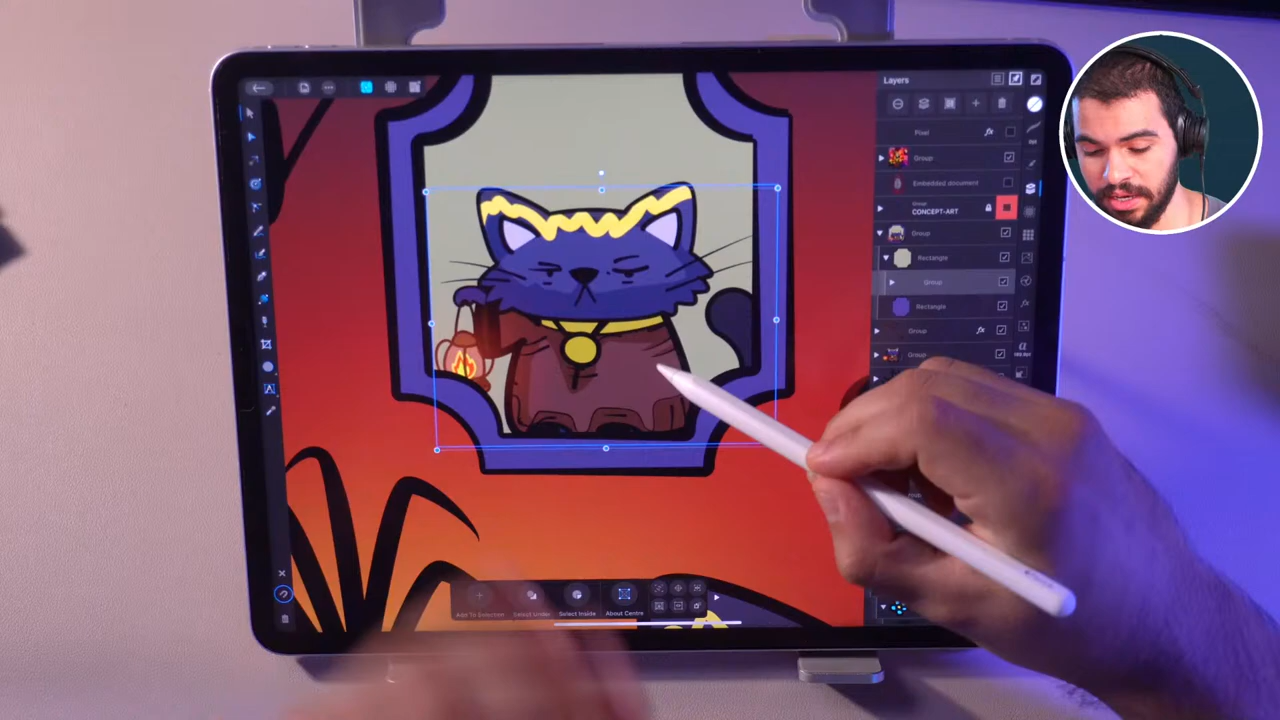 Layers
Pixel
Group
Embedded document
Group
CONCEPT-ART
Group
Rectangle
Group
Rectangle
Group
Group
Add To Selection
Select Under
Select Inside
About Centre